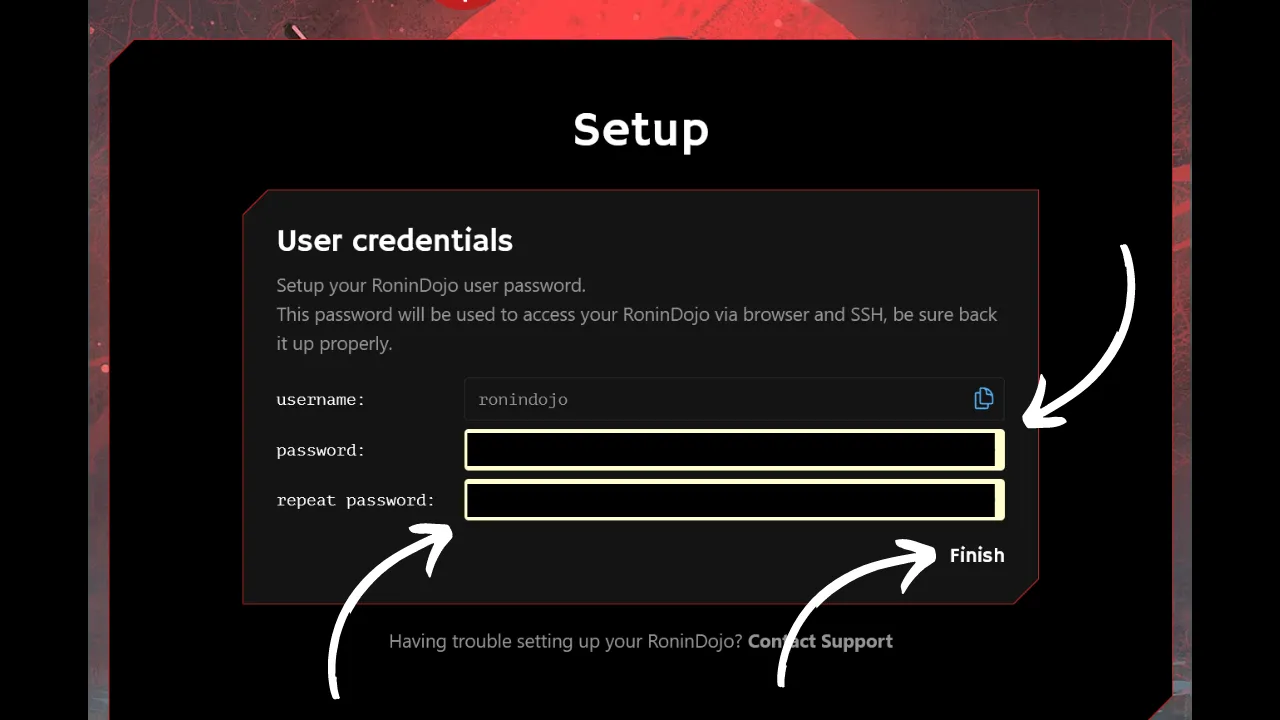 Setup
User credentials
Setup your RoninDojo user password.
This password will be used to access your RoninDojo via browser and SSH, be sure back
it up properly.
username: ronindojo
password:
repeat password:
Finish
Having trouble setting up your RoninDojo? Contact Support